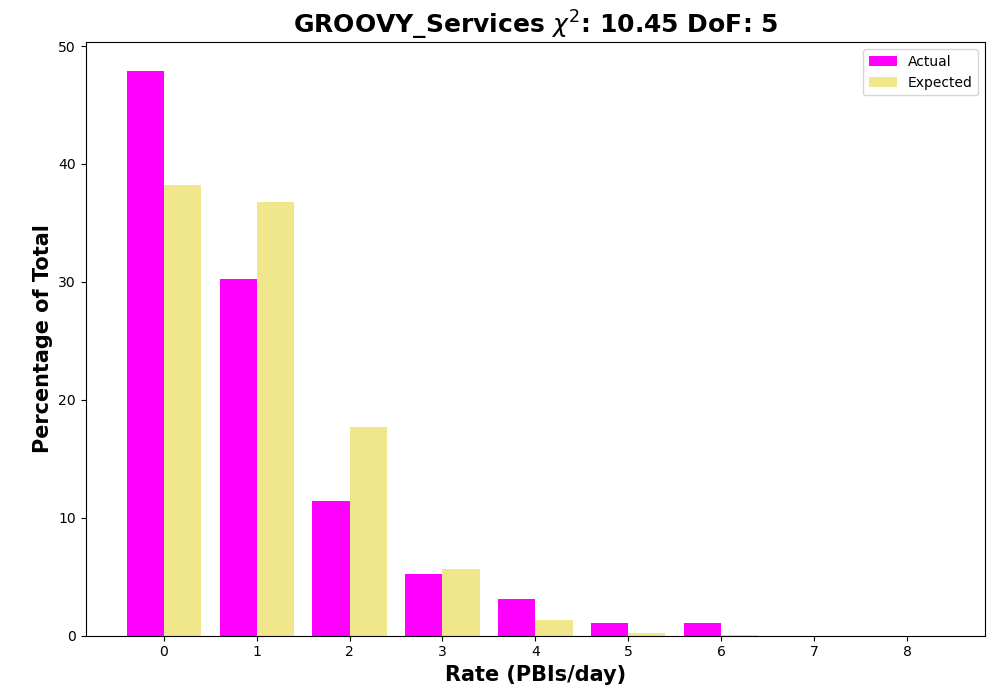 GROOVY_Services χ²: 10.45 DoF: 5
Actual
Expected
Percentage of Total
50
40
30
20
10
0
0 1 2 3 4 5 6 7 8
Rate (PBIs/day)